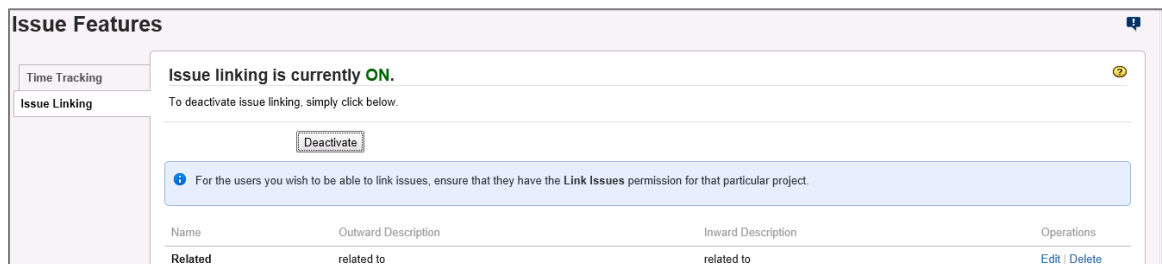 Issue Features
Time Tracking
Issue Linking
Issue linking is currently ON.
To deactivate issue linking, simply click below.
Deactivate
For the users you wish to be able to link issues, ensure that they have the Link Issues permission for that particular project.
Name Outward Description Inward Description Operations
Related related to related to Edit | Delete